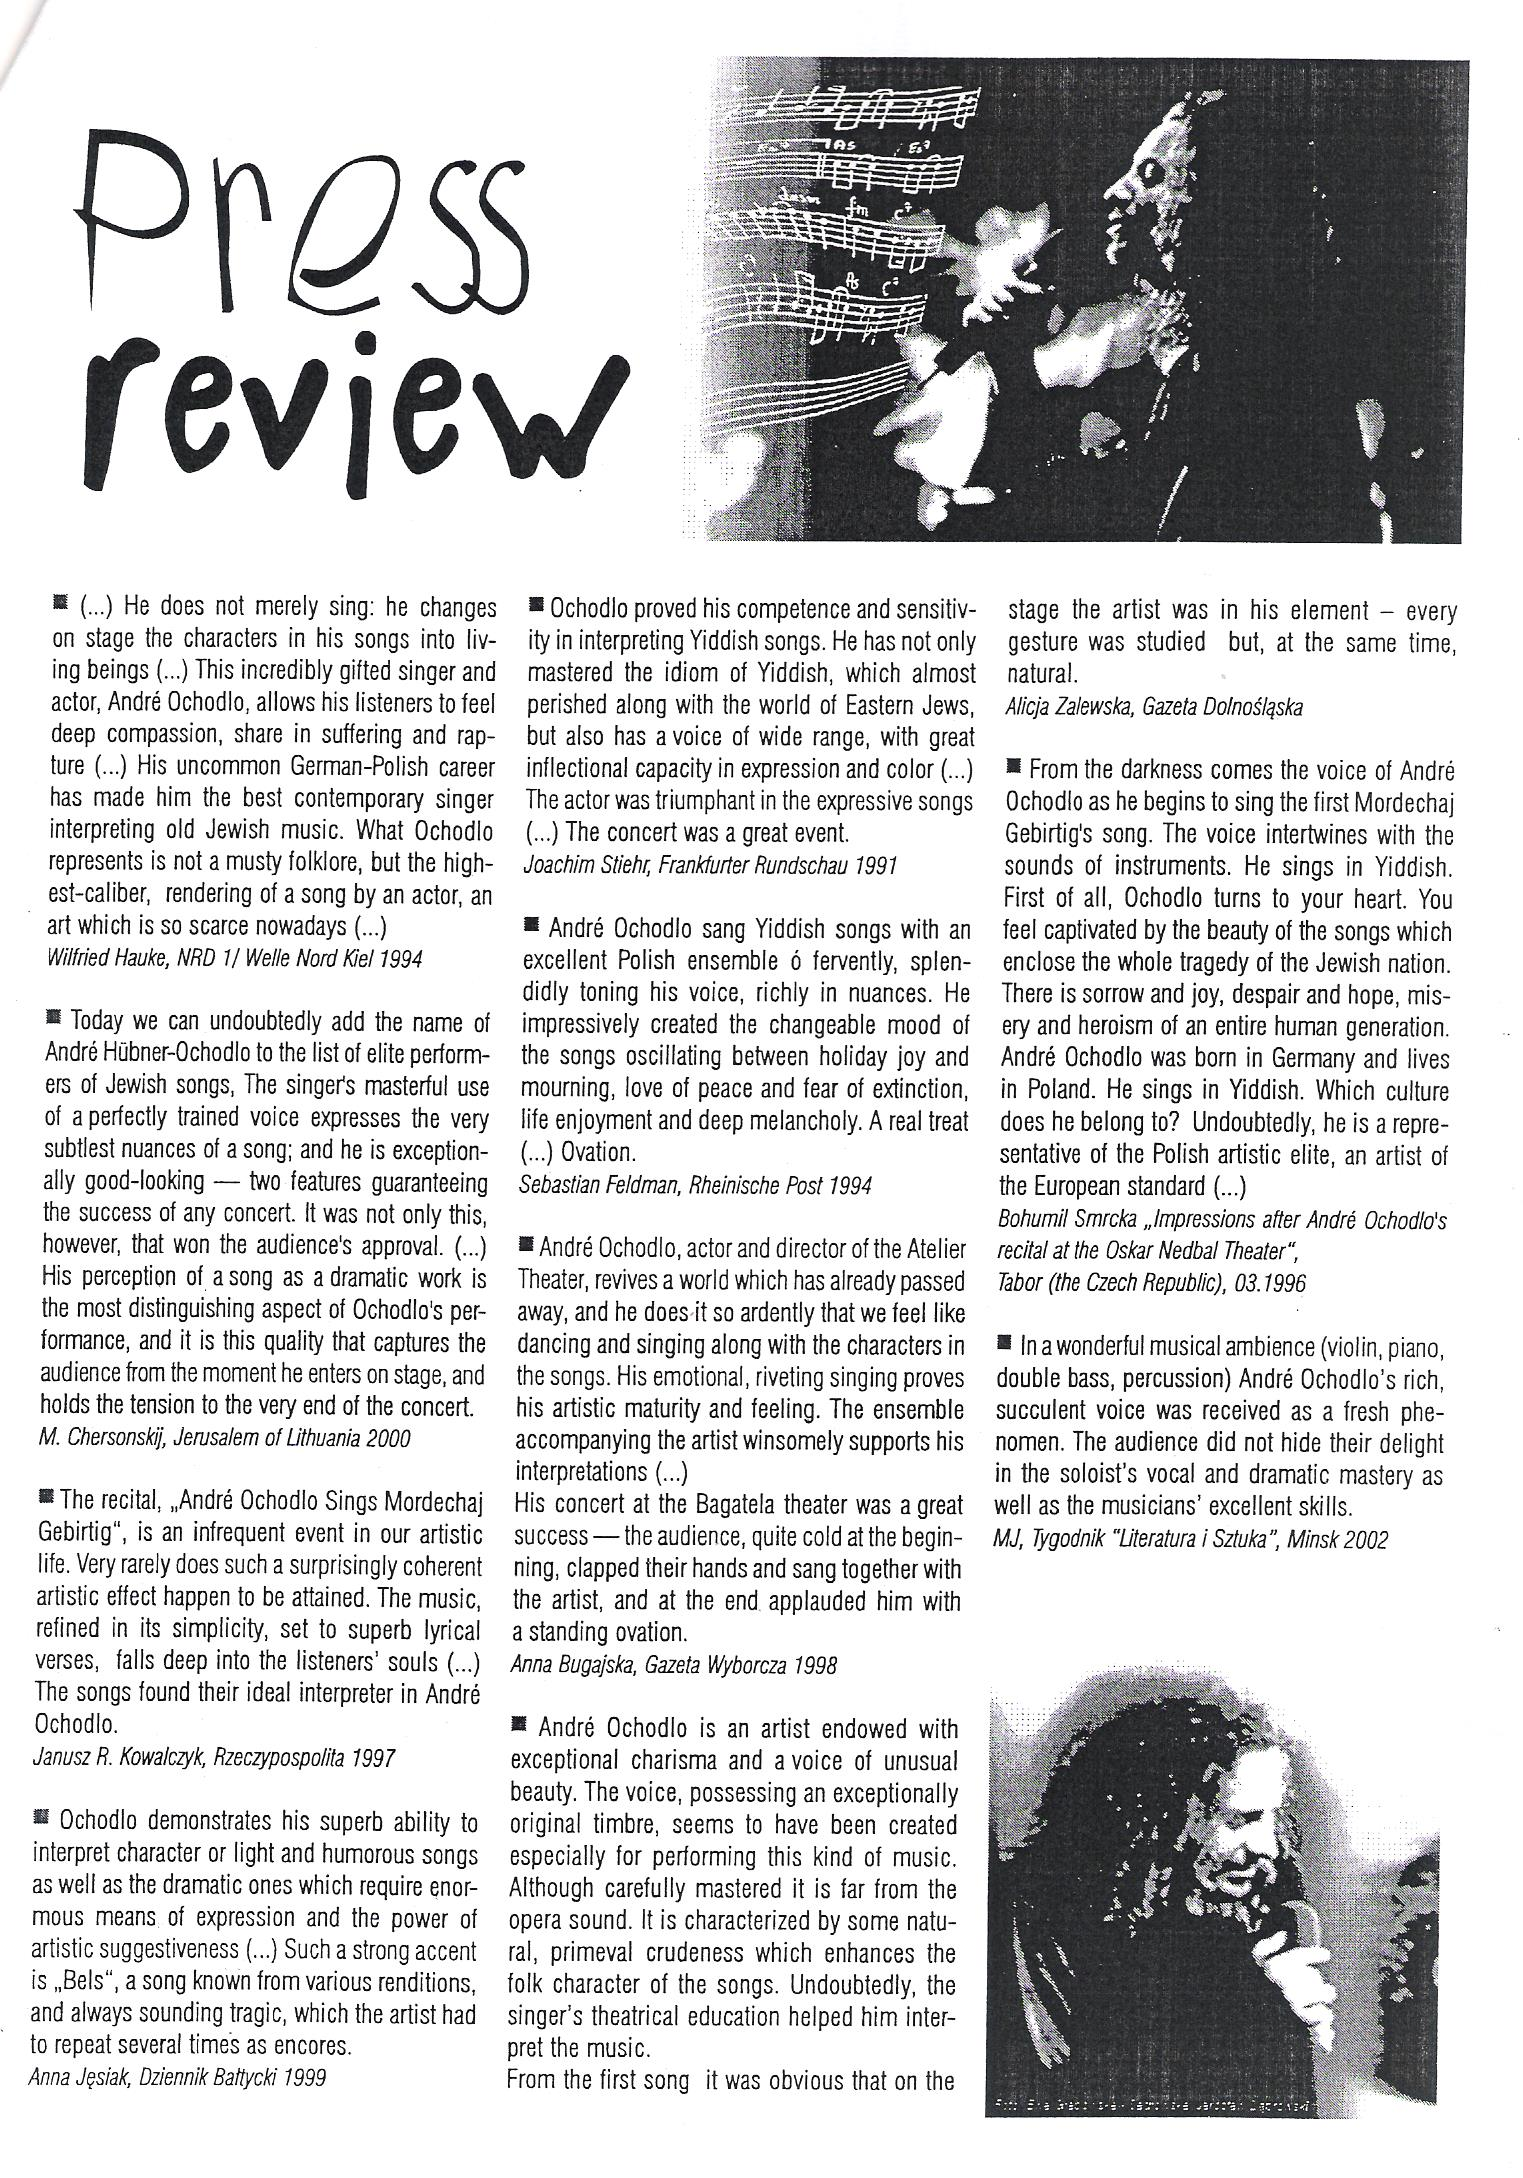 Press
review
■ (...) He does not merely sing: he changes
on stage the characters in his songs into liv-
ing beings (...) This incredibly gifted singer and
actor, André Ochodlo, allows his listeners to feel
deep compassion, share in suffering and rap-
ture (...) His uncommon German-Polish career
has made him the best contemporary singer
interpreting old Jewish music. What Ochodlo
represents is not a musty folklore, but the high-
est-caliber, rendering of a song by an actor, an
art which is so scarce nowadays (...)
Wilfried Hauke, NRD 1/ Welle Nord Kiel 1994
■ Today we can undoubtedly add the name of
André Hübner-Ochodlo to the list of elite perform-
ers of Jewish songs, The singer's masterful use
of a perfectly trained voice expresses the very
subtlest nuances of a song; and he is exception-
ally good-looking — two features guaranteeing
the success of any concert. It was not only this,
however, that won the audience's approval. (...)
His perception of a song as a dramatic work is
the most distinguishing aspect of Ochodlo's per-
formance, and it is this quality that captures the
audience from the moment he enters on stage, and
holds the tension to the very end of the concert.
M. Chersonskij, Jerusalem of Lithuania 2000
■ The recital, „André Ochodlo Sings Mordechaj
Gebirtig“, is an infrequent event in our artistic
life. Very rarely does such a surprisingly coherent
artistic effect happen to be attained. The music,
refined in its simplicity, set to superb lyrical
verses, falls deep into the listeners' souls (...)
The songs found their ideal interpreter in André
Ochodlo.
Janusz R. Kowalczyk, Rzeczypospolita 1997
■ Ochodlo demonstrates his superb ability to
interpret character or light and humorous songs
as well as the dramatic ones which require enor-
mous means of expression and the power of
artistic suggestiveness (...) Such a strong accent
is „Bels“, a song known from various renditions,
and always sounding tragic, which the artist had
to repeat several times as encores.
Anna Jęsiak, Dziennik Bałtycki 1999
■ Ochodlo proved his competence and sensitiv-
ity in interpreting Yiddish songs. He has not only
mastered the idiom of Yiddish, which almost
perished along with the world of Eastern Jews,
but also has a voice of wide range, with great
inflectional capacity in expression and color (...)
The actor was triumphant in the expressive songs
(...) The concert was a great event.
Joachim Stiehr, Frankfurter Rundschau 1991
■ André Ochodlo sang Yiddish songs with an
excellent Polish ensemble ó fervently, splen-
didly toning his voice, richly in nuances. He
impressively created the changeable mood of
the songs oscillating between holiday joy and
mourning, love of peace and fear of extinction,
life enjoyment and deep melancholy. A real treat
(...) Ovation.
Sebastian Feldman, Rheinische Post 1994
■ André Ochodlo, actor and director of the Atelier
Theater, revives a world which has already passed
away, and he does it so ardently that we feel like
dancing and singing along with the characters in
the songs. His emotional, riveting singing proves
his artistic maturity and feeling. The ensemble
accompanying the artist winsomely supports his
interpretations (...)
His concert at the Bagatela theater was a great
success — the audience, quite cold at the begin-
ning, clapped their hands and sang together with
the artist, and at the end applauded him with
a standing ovation.
Anna Bugajska, Gazeta Wyborcza 1998
■ André Ochodlo is an artist endowed with
exceptional charisma and a voice of unusual
beauty. The voice, possessing an exceptionally
original timbre, seems to have been created
especially for performing this kind of music.
Although carefully mastered it is far from the
opera sound. It is characterized by some natu-
ral, primeval crudeness which enhances the
folk character of the songs. Undoubtedly, the
singer's theatrical education helped him inter-
pret the music.
From the first song it was obvious that on the
stage the artist was in his element – every
gesture was studied but, at the same time,
natural.
Alicja Zalewska, Gazeta Dolnośląska
■ From the darkness comes the voice of André
Ochodlo as he begins to sing the first Mordechaj
Gebirtig's song. The voice intertwines with the
sounds of instruments. He sings in Yiddish.
First of all, Ochodlo turns to your heart. You
feel captivated by the beauty of the songs which
enclose the whole tragedy of the Jewish nation.
There is sorrow and joy, despair and hope, mis-
ery and heroism of an entire human generation.
André Ochodlo was born in Germany and lives
in Poland. He sings in Yiddish. Which culture
does he belong to? Undoubtedly, he is a repre-
sentative of the Polish artistic elite, an artist of
the European standard (...)
Bohumil Smrcka „Impressions after André Ochodlo's
recital at the Oskar Nedbal Theater“,
Tabor (the Czech Republic), 03.1996
■ In a wonderful musical ambience (violin, piano,
double bass, percussion) André Ochodlo's rich,
succulent voice was received as a fresh phe-
nomen. The audience did not hide their delight
in the soloist's vocal and dramatic mastery as
well as the musicians' excellent skills.
MJ, Tygodnik "Literatura i Sztuka", Minsk 2002